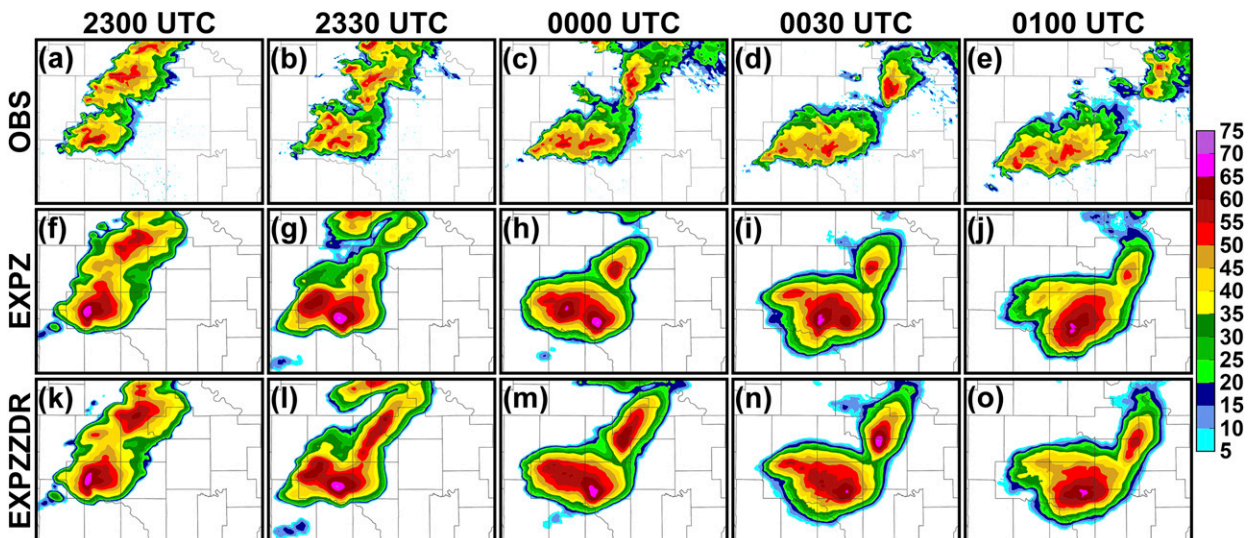 2300 UTC 2330 UTC 0000 UTC 0030 UTC 0100 UTC
OBS
(a) (b) (c) (d) (e)
EXPZ
(f) (g) (h) (i) (j)
EXPZZDR
(k) (l) (m) (n) (o)
75
70
65
60
55
50
45
40
35
30
25
20
15
10
5